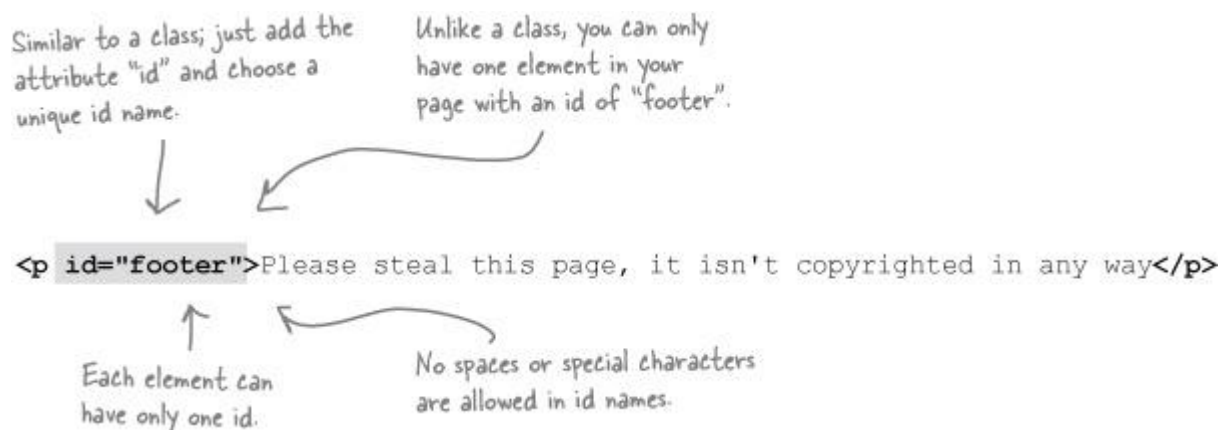 Similar to a class; just add the
attribute "id" and choose a
unique id name.
Unlike a class, you can only
have one element in your
page with an id of "footer".
<p id="footer">Please steal this page, it isn't copyrighted in any way</p>
Each element can
have only one id.
No spaces or special characters
are allowed in id names.